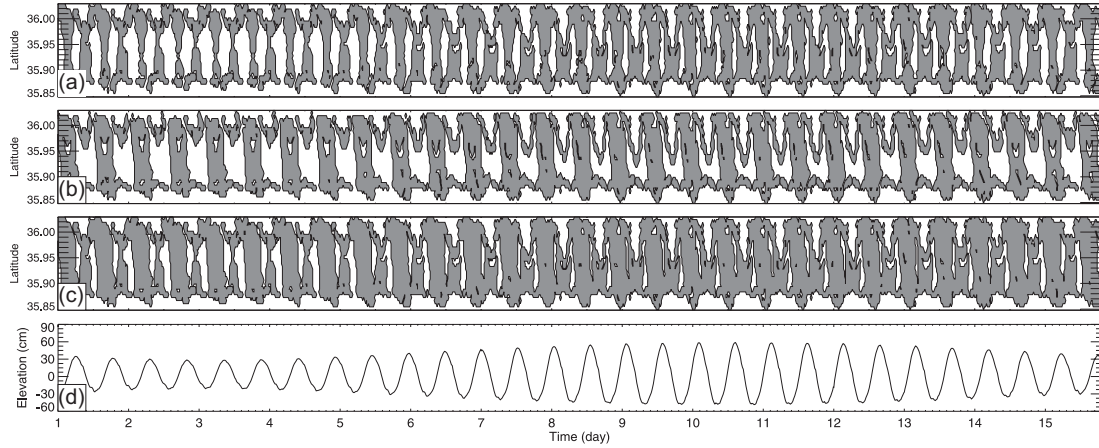 36.00
35.95
35.90
35.85
Latitude
(a)
36.00
35.95
35.90
35.85
Latitude
(b)
36.00
35.95
35.90
35.85
Latitude
(c)
90
60
30
0
-30
-60
Elevation (cm)
(d)
1 2 3 4 5 6 7 8 9 10 11 12 13 14 15
Time (day)